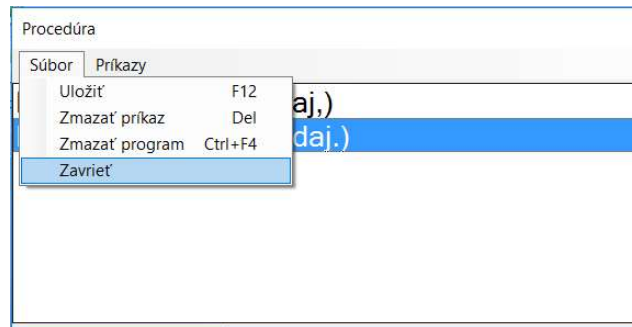 Procedúra
Súbor Príkazy
Uložiť F12
aj,)
Zmazať príkaz Del
daj.)
Zmazať program Ctrl+F4
Zavrieť